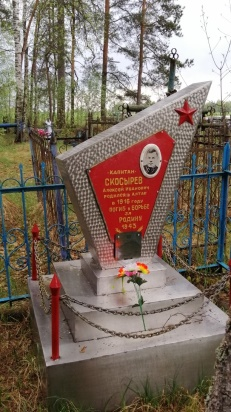 -КАПИТАН-
СКОСЫРЕВ
АЛЕКСЕЙ ИВАНОВИЧ
РОДИЛСЯ В
В 1916 ГОДУ
ПОГИБ В БОРЬБЕ
ЗА
РОДИНУ
1943